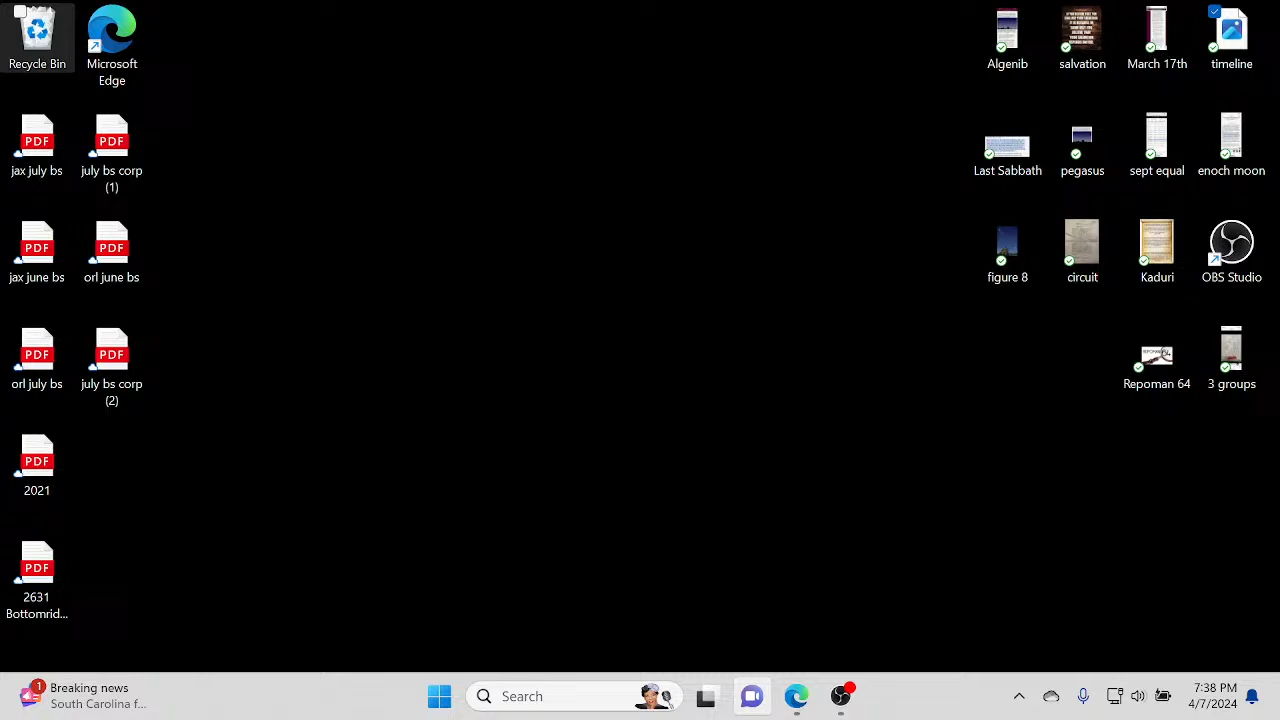 Recycle Bin
Microsoft
Edge
Algenib
salvation
March 17th
timeline
PDF
jax july bs
PDF
july bs corp
(1)
Last Sabbath
pegasus
sept equal
enoch moon
PDF
jax june bs
PDF
orl june bs
figure 8
circuit
Kaduri
OBS Studio
PDF
orl july bs
PDF
july bs corp
(2)
Repoman 64
3 groups
PDF
2021
PDF
2631
Bottomrid...
1
Breaking news
South Carolina f...
Search
7:38 PM
4/7/2024